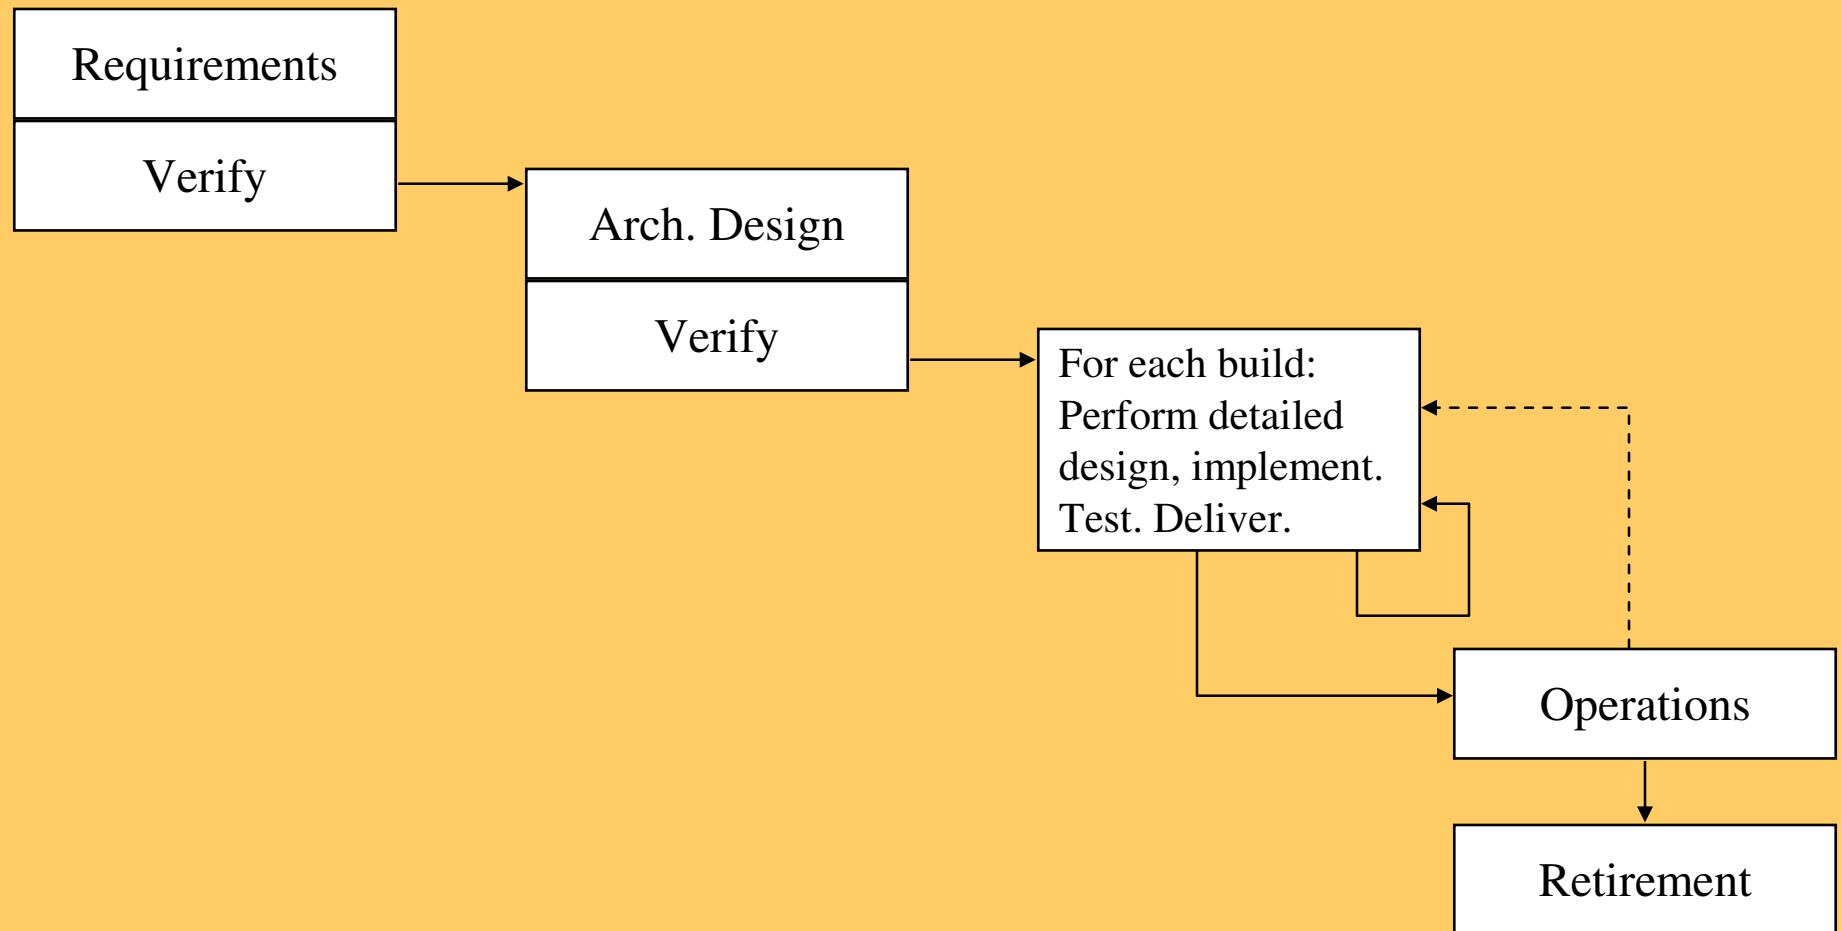 Requirements
Verify
Arch. Design
Verify
For each build:
Perform detailed
design, implement.
Test. Deliver.
Operations
Retirement